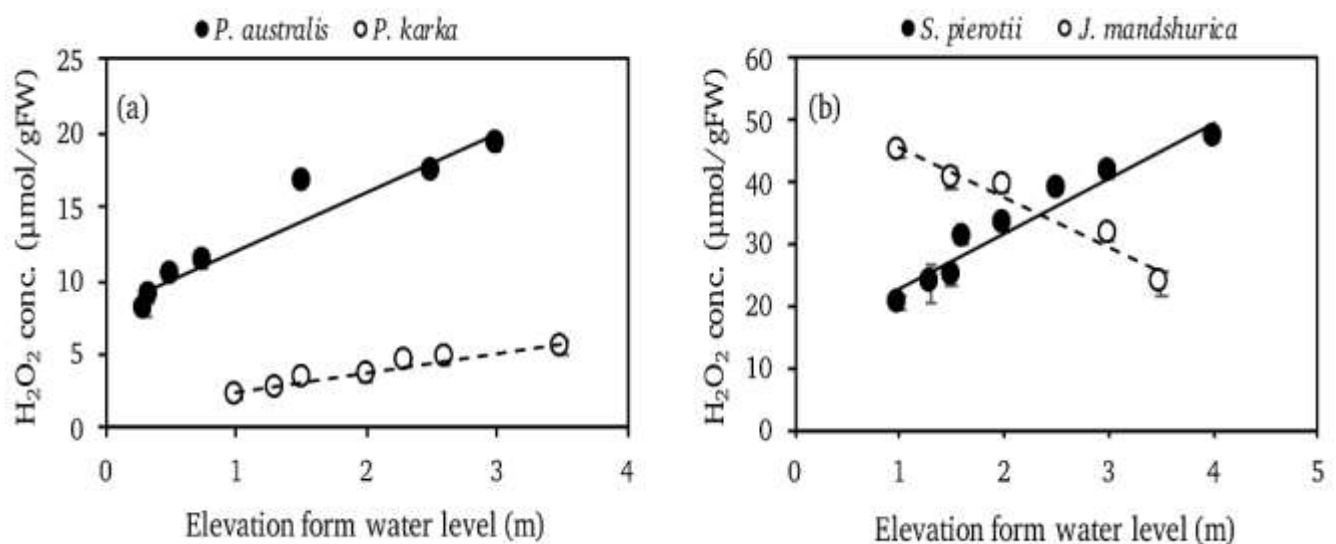 ● P. australis ○ P. karka
(a)
H₂O₂ conc. (µmol/gFW)
25
20
15
10
5
0
0 1 2 3 4
Elevation form water level (m)
● S. pierotii ○ J. mandshurica
(b)
H₂O₂ conc. (µmol/gFW)
60
50
40
30
20
10
0
0 1 2 3 4 5
Elevation form water level (m)